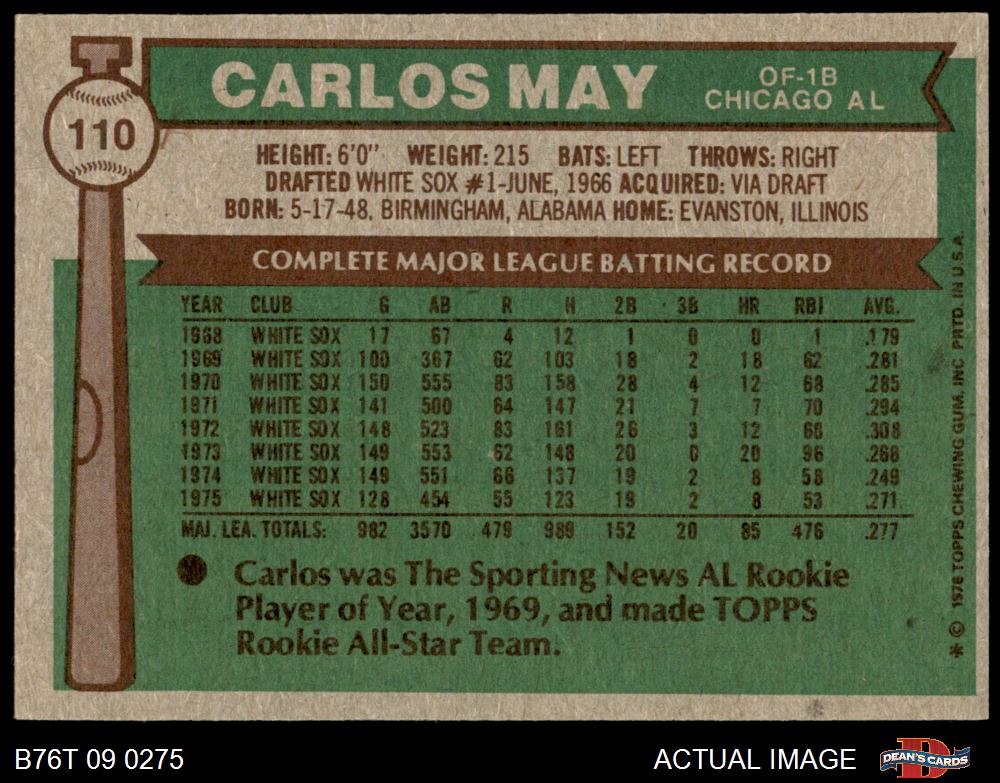 110
CARLOS MAY
OF-1B
CHICAGO AL
HEIGHT: 6'0" WEIGHT: 215 BATS: LEFT THROWS: RIGHT
DRAFTED WHITE SOX #1-JUNE, 1966 ACQUIRED: VIA DRAFT
BORN: 5-17-48, BIRMINGHAM, ALABAMA HOME: EVANSTON, ILLINOIS
COMPLETE MAJOR LEAGUE BATTING RECORD
YEAR CLUB G AB R H 2B 3B HR RBI AVG.
1968 WHITE SOX 17 67 4 12 1 0 0 1 .179
1969 WHITE SOX 100 367 62 103 18 2 18 62 .281
1970 WHITE SOX 150 555 83 158 28 4 12 68 .285
1971 WHITE SOX 141 500 64 147 21 7 7 70 .294
1972 WHITE SOX 148 523 83 161 26 3 12 68 .308
1973 WHITE SOX 149 553 62 148 20 0 20 96 .268
1974 WHITE SOX 149 551 66 137 19 2 8 58 .249
1975 WHITE SOX 128 454 55 123 19 2 8 53 .271
MAJ. LEA. TOTALS: 982 3570 479 989 152 20 85 476 .277
Carlos was The Sporting News AL Rookie
Player of Year, 1969, and made TOPPS
Rookie All-Star Team.
* © 1976 TOPPS CHEWING GUM, INC PRTD. IN U.S.A.
B76T 09 0275
ACTUAL IMAGE
D
DEAN'S CARDS